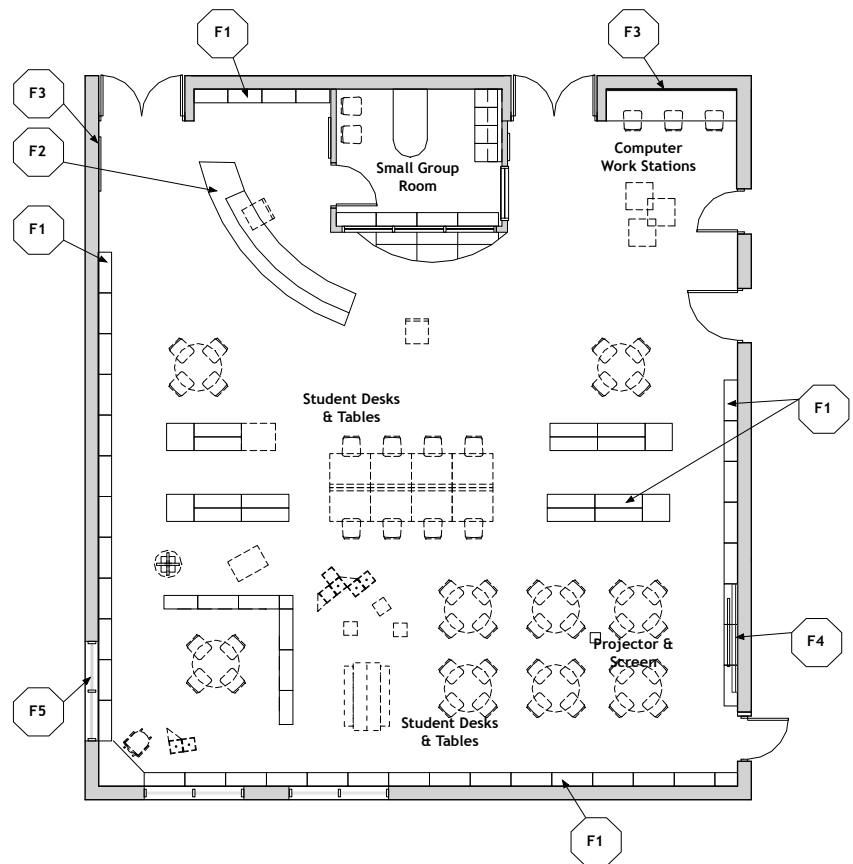 F1
F3
F3
F2
Small Group
Room
Computer
Work Stations
F1
Student Desks
& Tables
F1
Projector &
Screen
F4
F5
Student Desks
& Tables
F1